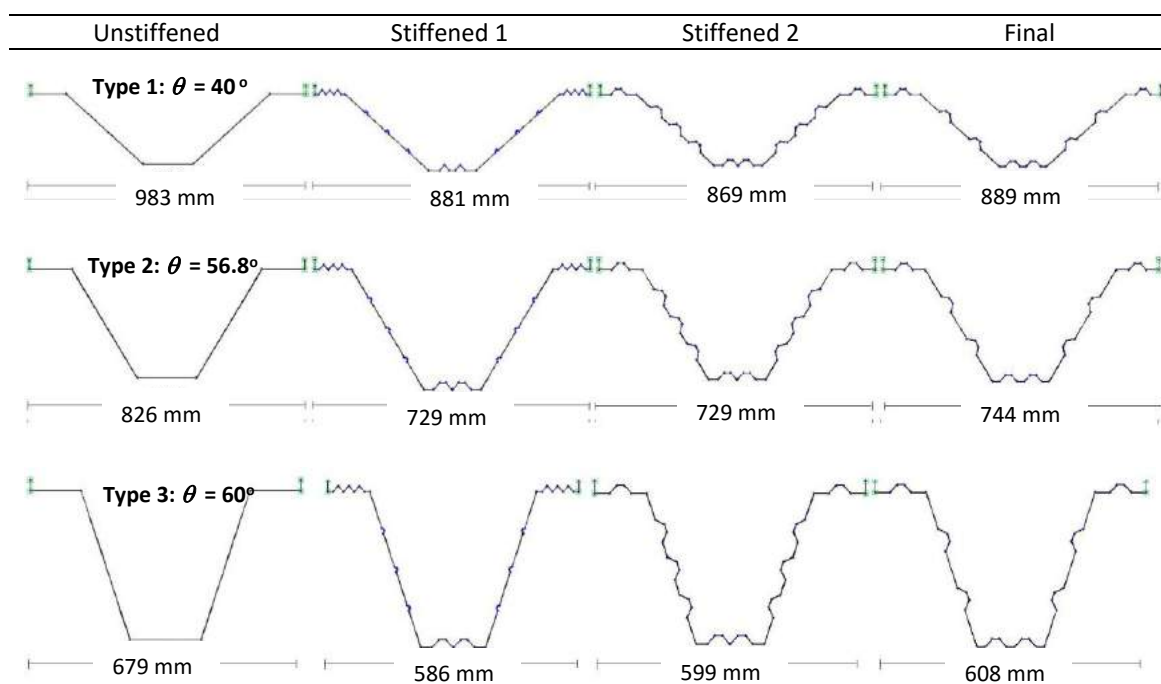 Unstiffened Stiffened 1 Stiffened 2 Final
Type 1: θ = 40°
983 mm 881 mm 869 mm 889 mm
Type 2: θ = 56.8°
826 mm 729 mm 729 mm 744 mm
Type 3: θ = 60°
679 mm 586 mm 599 mm 608 mm